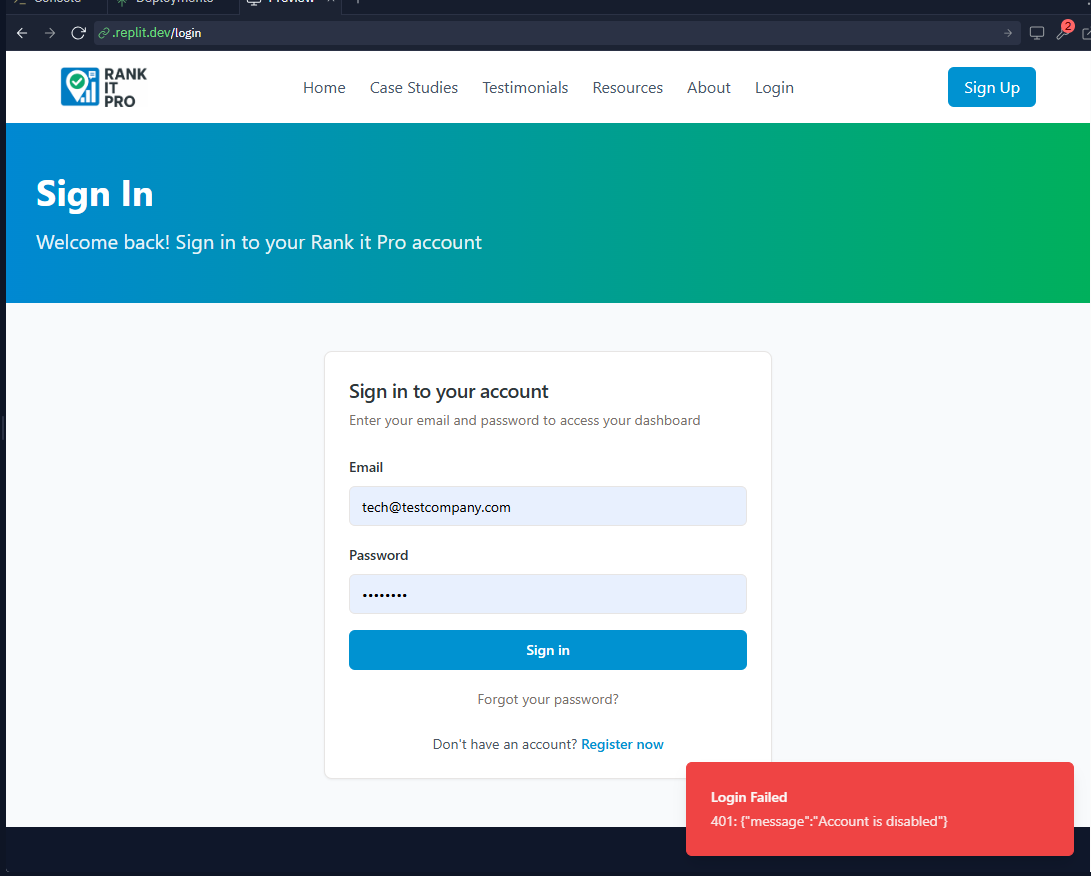 Console
Deployments
Preview
.replit.dev/login
2
RANK
IT
PRO
Home Case Studies Testimonials Resources About Login
Sign Up
Sign In
Welcome back! Sign in to your Rank it Pro account
Sign in to your account
Enter your email and password to access your dashboard
Email
tech@testcompany.com
Password
••••••••
Sign in
Forgot your password?
Don't have an account? Register now
Login Failed
401: {"message":"Account is disabled"}